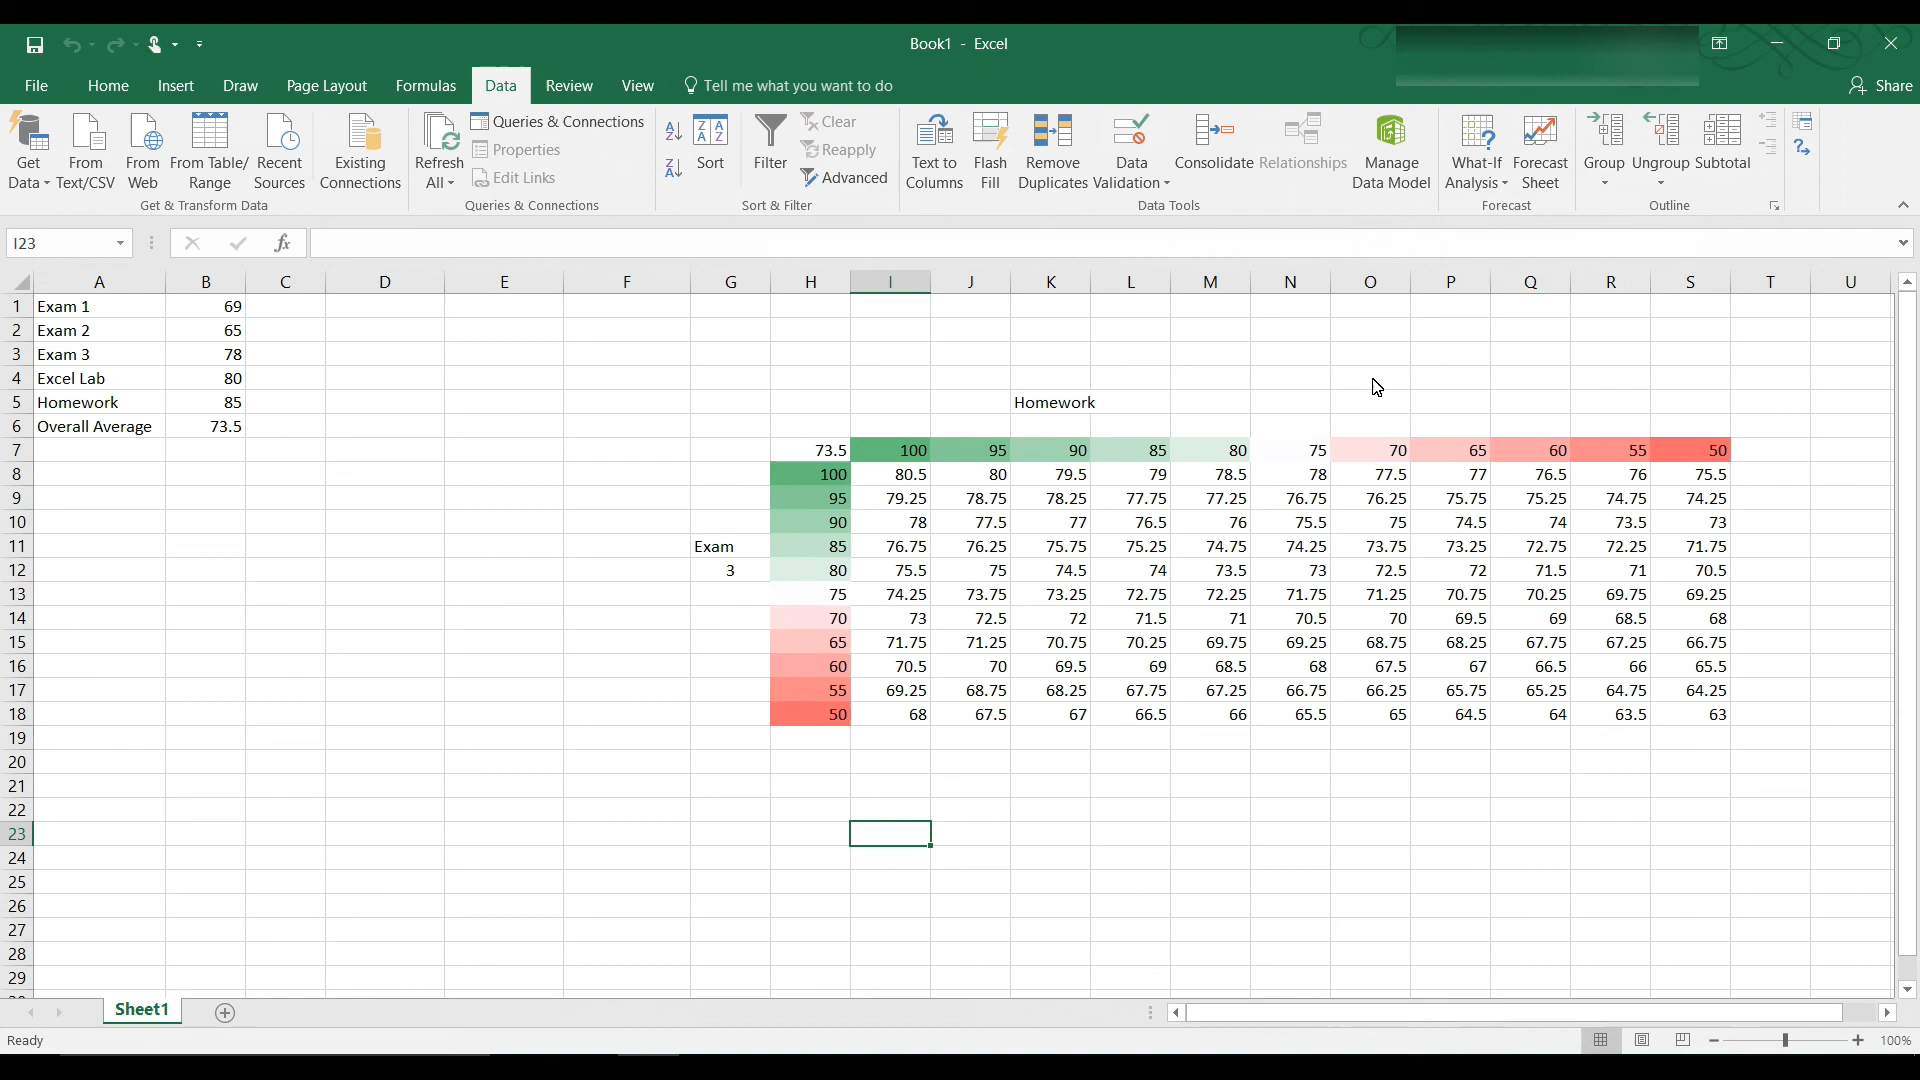 Book1 - Excel
File Home Insert Draw Page Layout Formulas Data Review View Tell me what you want to do Share
Get Data From Text/CSV From Web From Table/ Range Recent Sources Existing Connections
Get & Transform Data
Refresh All Queries & Connections Properties Edit Links
Queries & Connections
Sort Filter Clear Reapply Advanced
Sort & Filter
Text to Columns Flash Fill Remove Duplicates Data Validation Consolidate Relationships Manage Data Model
Data Tools
What-If Analysis Forecast Sheet
Forecast
Group Ungroup Subtotal
Outline
I23 fx
A B C D E F G H I J K L M N O P Q R S T U
1 Exam 1 69
2 Exam 2 65
3 Exam 3 78
4 Excel Lab 80
5 Homework 85 Homework
6 Overall Average 73.5
7 73.5 100 95 90 85 80 75 70 65 60 55 50
8 100 80.5 80 79.5 79 78.5 78 77.5 77 76.5 76 75.5
9 95 79.25 78.75 78.25 77.75 77.25 76.75 76.25 75.75 75.25 74.75 74.25
10 90 78 77.5 77 76.5 76 75.5 75 74.5 74 73.5 73
11 Exam 85 76.75 76.25 75.75 75.25 74.75 74.25 73.75 73.25 72.75 72.25 71.75
12 3 80 75.5 75 74.5 74 73.5 73 72.5 72 71.5 71 70.5
13 75 74.25 73.75 73.25 72.75 72.25 71.75 71.25 70.75 70.25 69.75 69.25
14 70 73 72.5 72 71.5 71 70.5 70 69.5 69 68.5 68
15 65 71.75 71.25 70.75 70.25 69.75 69.25 68.75 68.25 67.75 67.25 66.75
16 60 70.5 70 69.5 69 68.5 68 67.5 67 66.5 66 65.5
17 55 69.25 68.75 68.25 67.75 67.25 66.75 66.25 65.75 65.25 64.75 64.25
18 50 68 67.5 67 66.5 66 65.5 65 64.5 64 63.5 63
19
20
21
22
23
24
25
26
27
28
29
Sheet1
Ready 100%